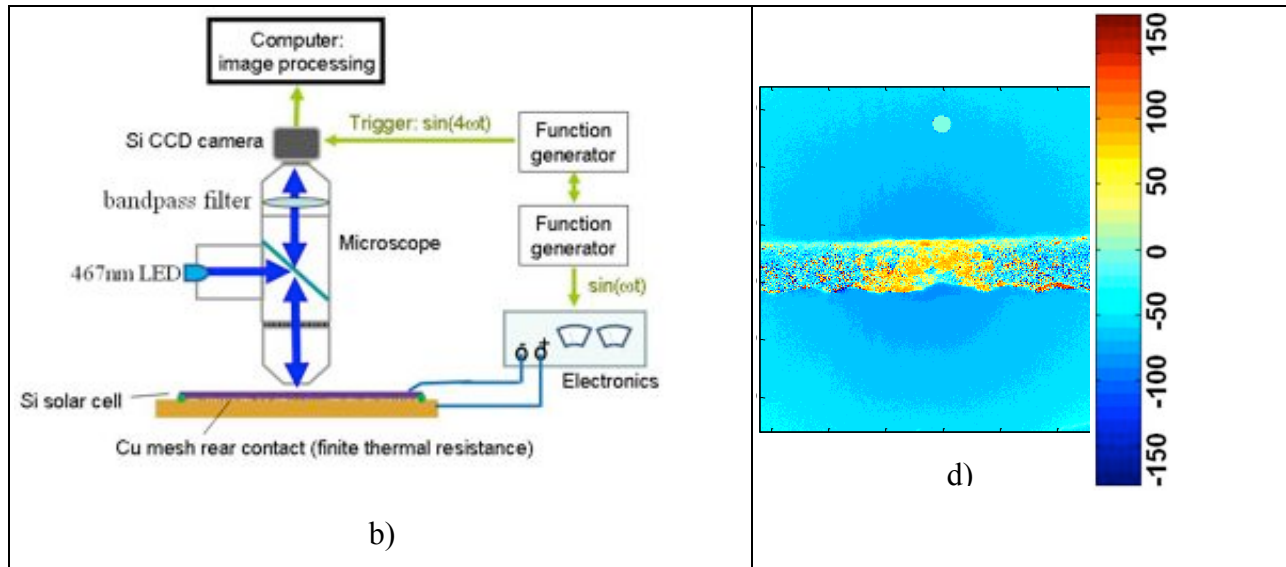 Computer:
image processing
Si CCD camera
Trigger: sin(4ωt)
Function
generator
bandpass filter
Microscope
Function
generator
467nm LED
sin(ωt)
- +
Electronics
Si solar cell
Cu mesh rear contact (finite thermal resistance)
b)
150
100
50
0
-50
-100
-150
d)